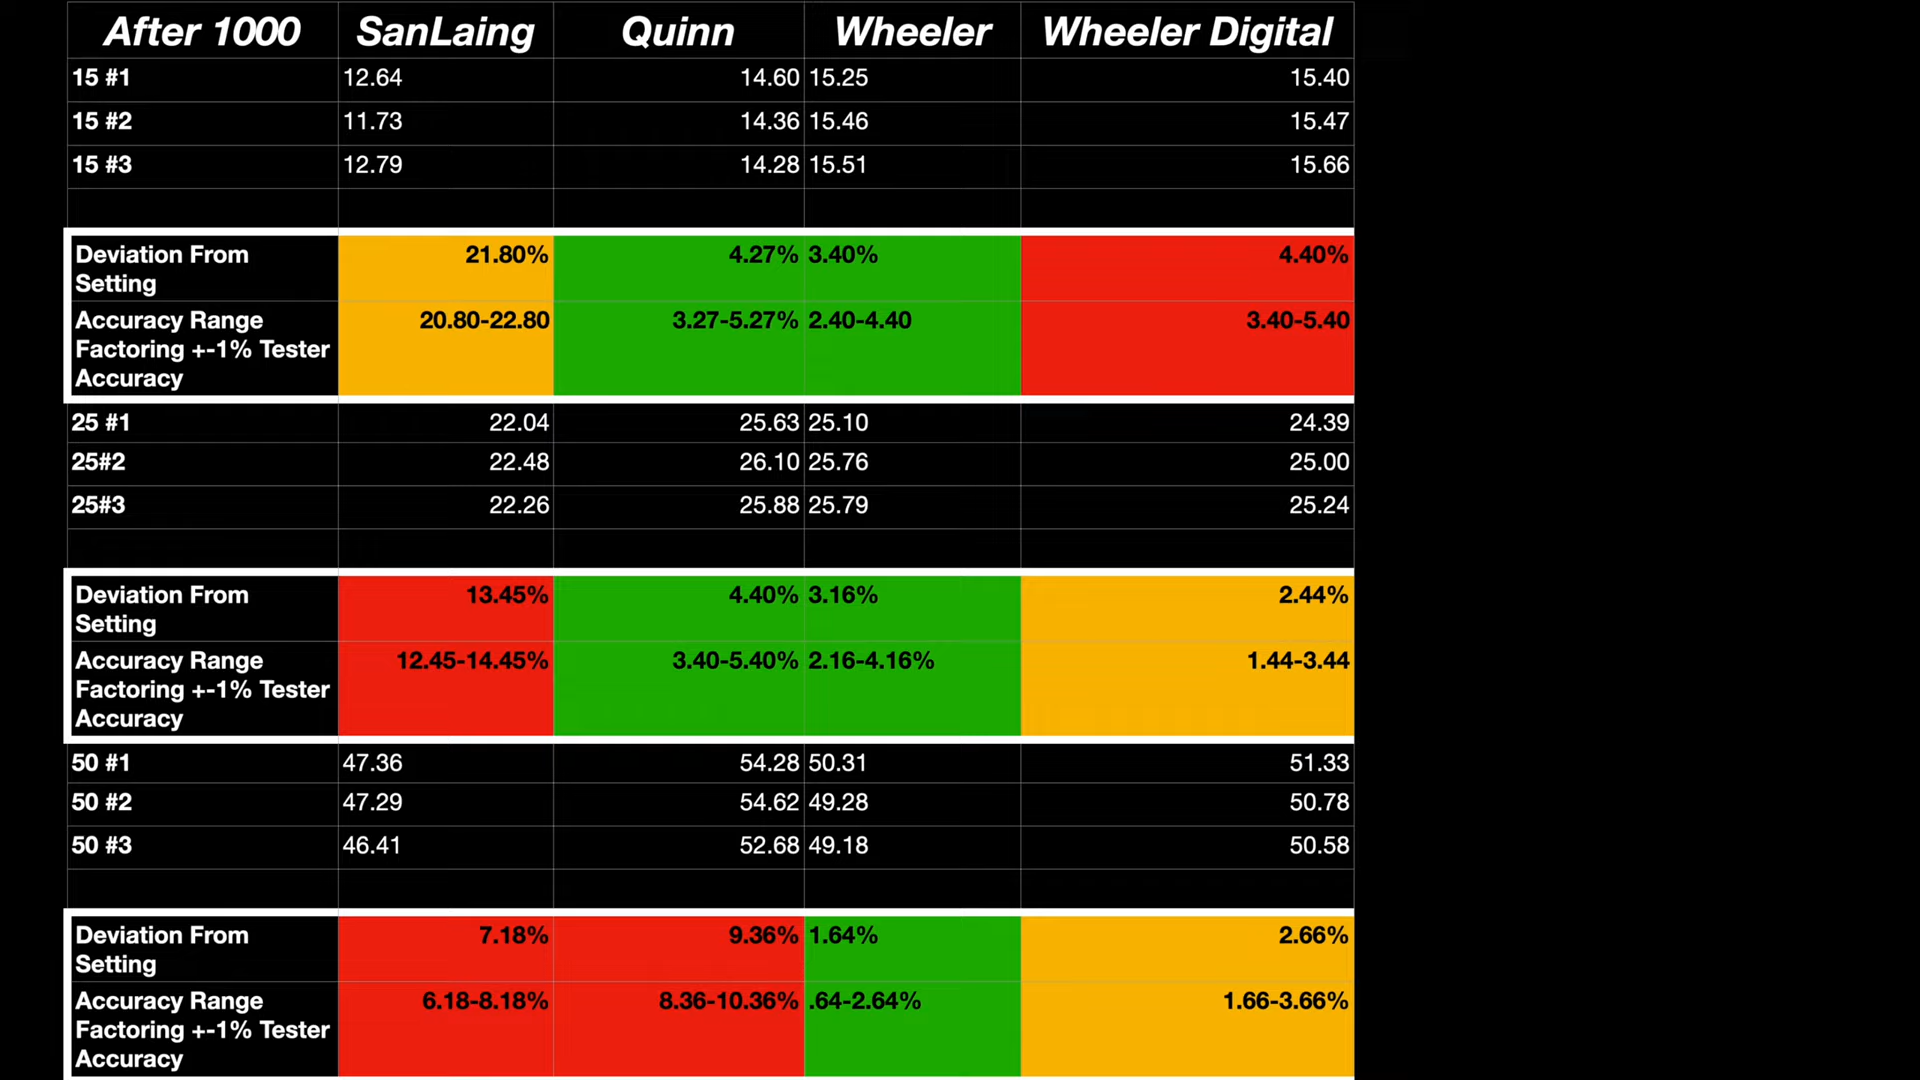 After 1000 SanLaing Quinn Wheeler Wheeler Digital
15 #1 12.64 14.60 15.25 15.40
15 #2 11.73 14.36 15.46 15.47
15 #3 12.79 14.28 15.51 15.66
Deviation From 21.80% 4.27% 3.40% 4.40%
Setting
Accuracy Range 20.80-22.80 3.27-5.27% 2.40-4.40 3.40-5.40
Factoring +-1% Tester
Accuracy
25 #1 22.04 25.63 25.10 24.39
25#2 22.48 26.10 25.76 25.00
25#3 22.26 25.88 25.79 25.24
Deviation From 13.45% 4.40% 3.16% 2.44%
Setting
Accuracy Range 12.45-14.45% 3.40-5.40% 2.16-4.16% 1.44-3.44
Factoring +-1% Tester
Accuracy
50 #1 47.36 54.28 50.31 51.33
50 #2 47.29 54.62 49.28 50.78
50 #3 46.41 52.68 49.18 50.58
Deviation From 7.18% 9.36% 1.64% 2.66%
Setting
Accuracy Range 6.18-8.18% 8.36-10.36% .64-2.64% 1.66-3.66%
Factoring +-1% Tester
Accuracy